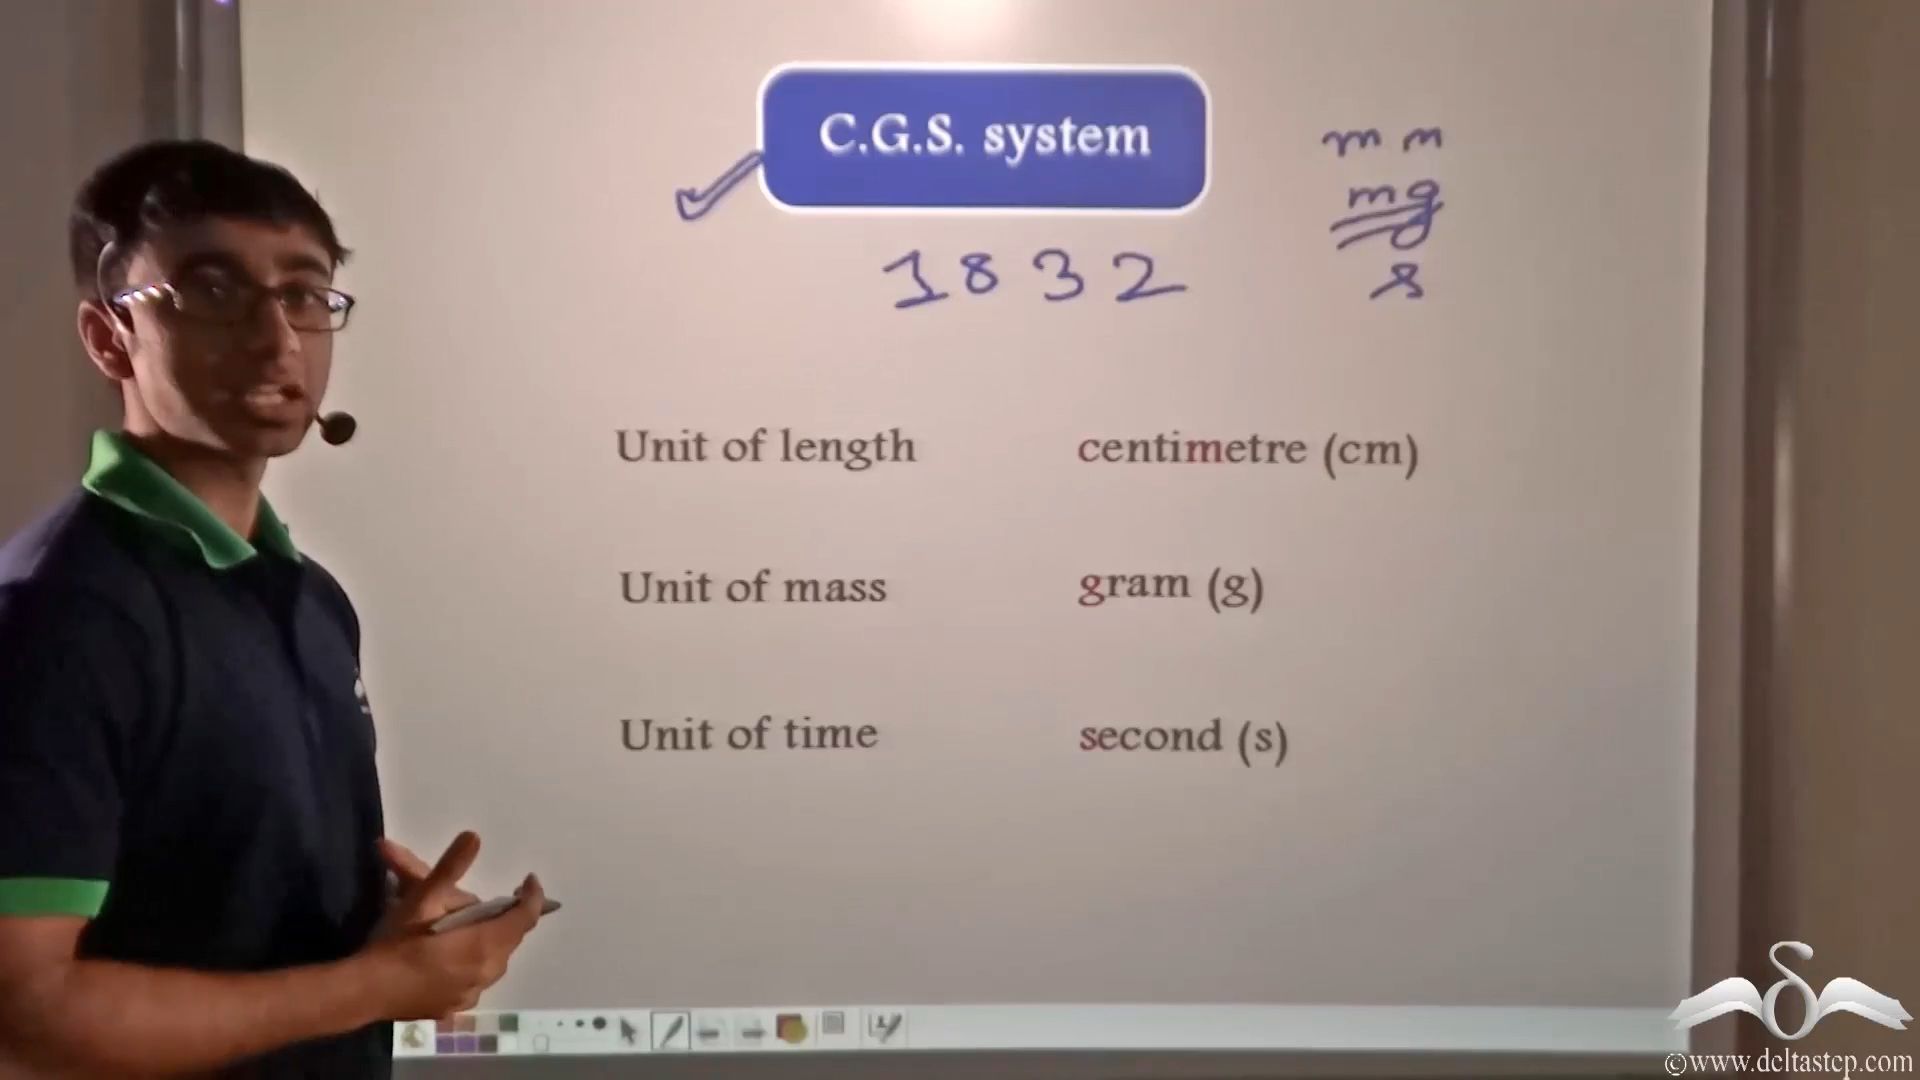 C.G.S. system
m m
mg
s
1832
Unit of length centimetre (cm)
Unit of mass gram (g)
Unit of time second (s)
©www.deltastep.com